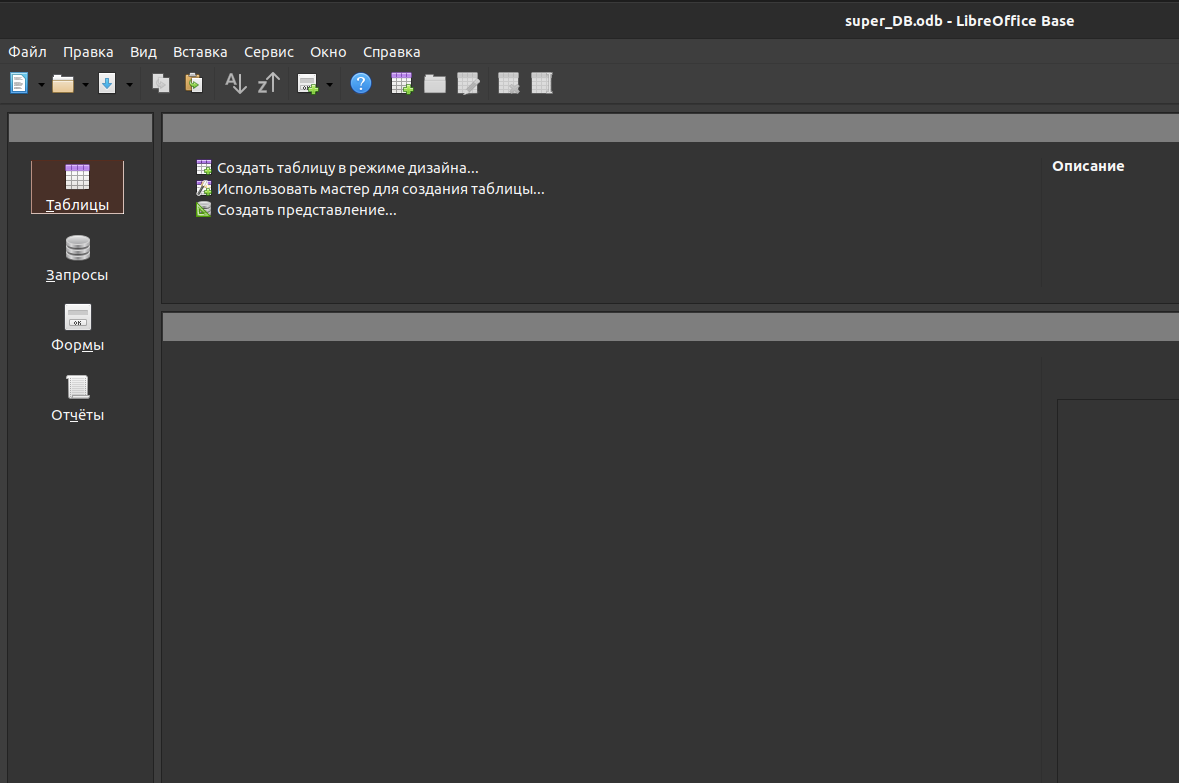 super_DB.odb - LibreOffice Base
Файл Правка Вид Вставка Сервис Окно Справка
Таблицы
Запросы
Формы
Отчёты
Создать таблицу в режиме дизайна...
Использовать мастер для создания таблицы...
Создать представление...
Описание